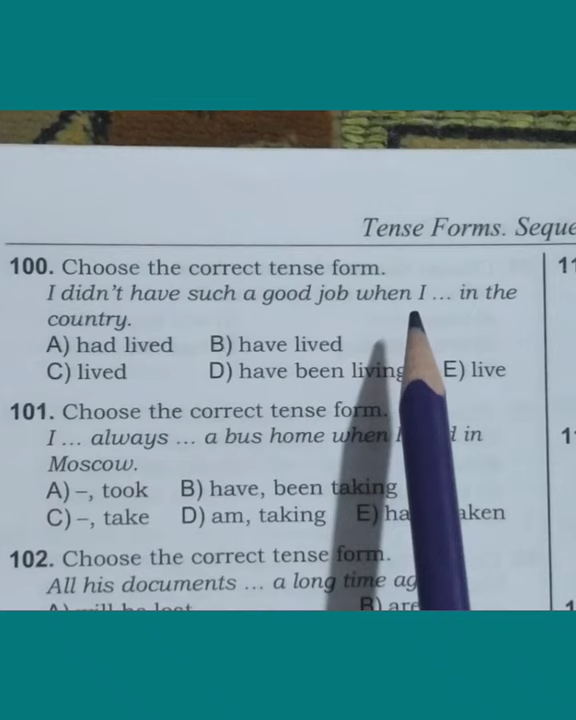 Tense Forms. Seque
100. Choose the correct tense form.
I didn't have such a good job when I ... in the
country.
A) had lived B) have lived
C) lived D) have been living E) live
101. Choose the correct tense form.
I ... always ... a bus home when in
Moscow.
A) –, took B) have, been taking
C) –, take D) am, taking E)
102. Choose the correct tense form.
All his documents ... a long time
B) are